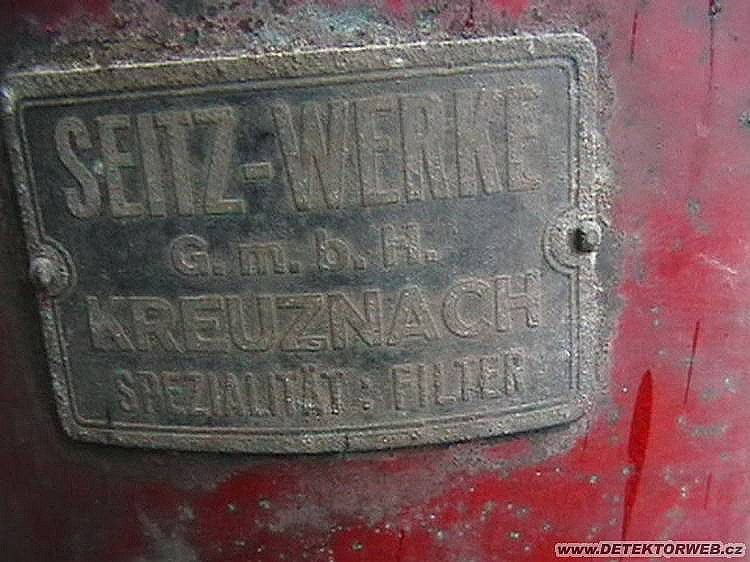 SEITZ-WERKE
G.m.b.H.
KREUZNACH
SPEZIALITÄT: FILTER
www.DETEKTORWEB.cz